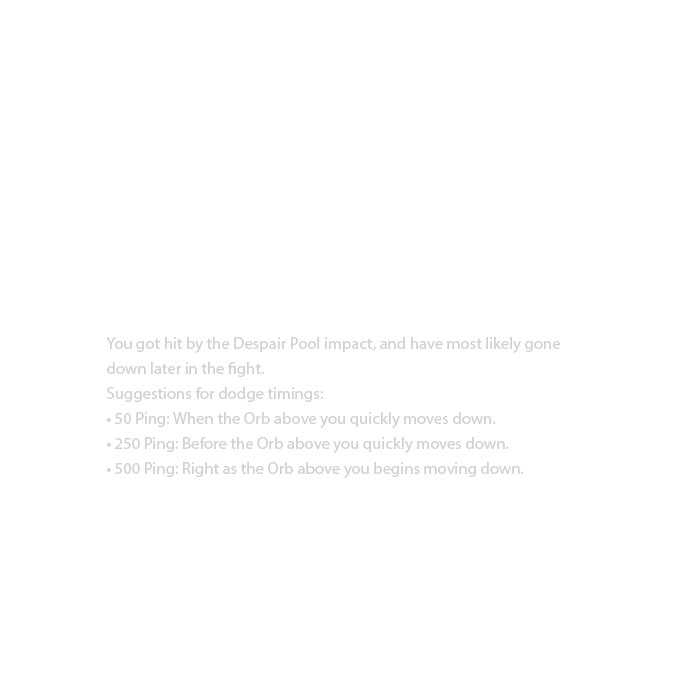 You got hit by the Despair Pool impact, and have most likely gone
down later in the fight.
Suggestions for dodge timings:
• 50 Ping: When the Orb above you quickly moves down.
• 250 Ping: Before the Orb above you quickly moves down.
• 500 Ping: Right as the Orb above you begins moving down.